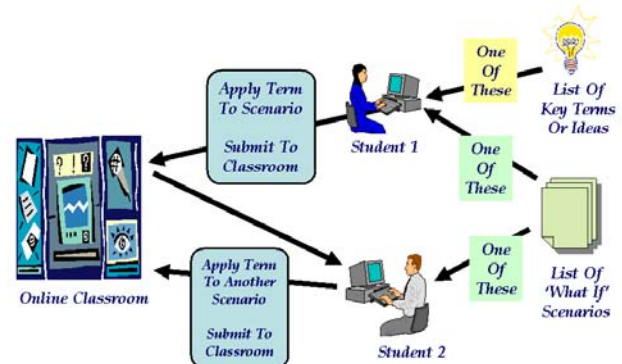 One
Of
These
List Of
Key Terms
Or Ideas
Apply Term
To Scenario
Submit To
Classroom
Student 1
One
Of
These
Online Classroom
Apply Term
To Another
Scenario
Submit To
Classroom
One
Of
These
List Of
'What If'
Scenarios
Student 2